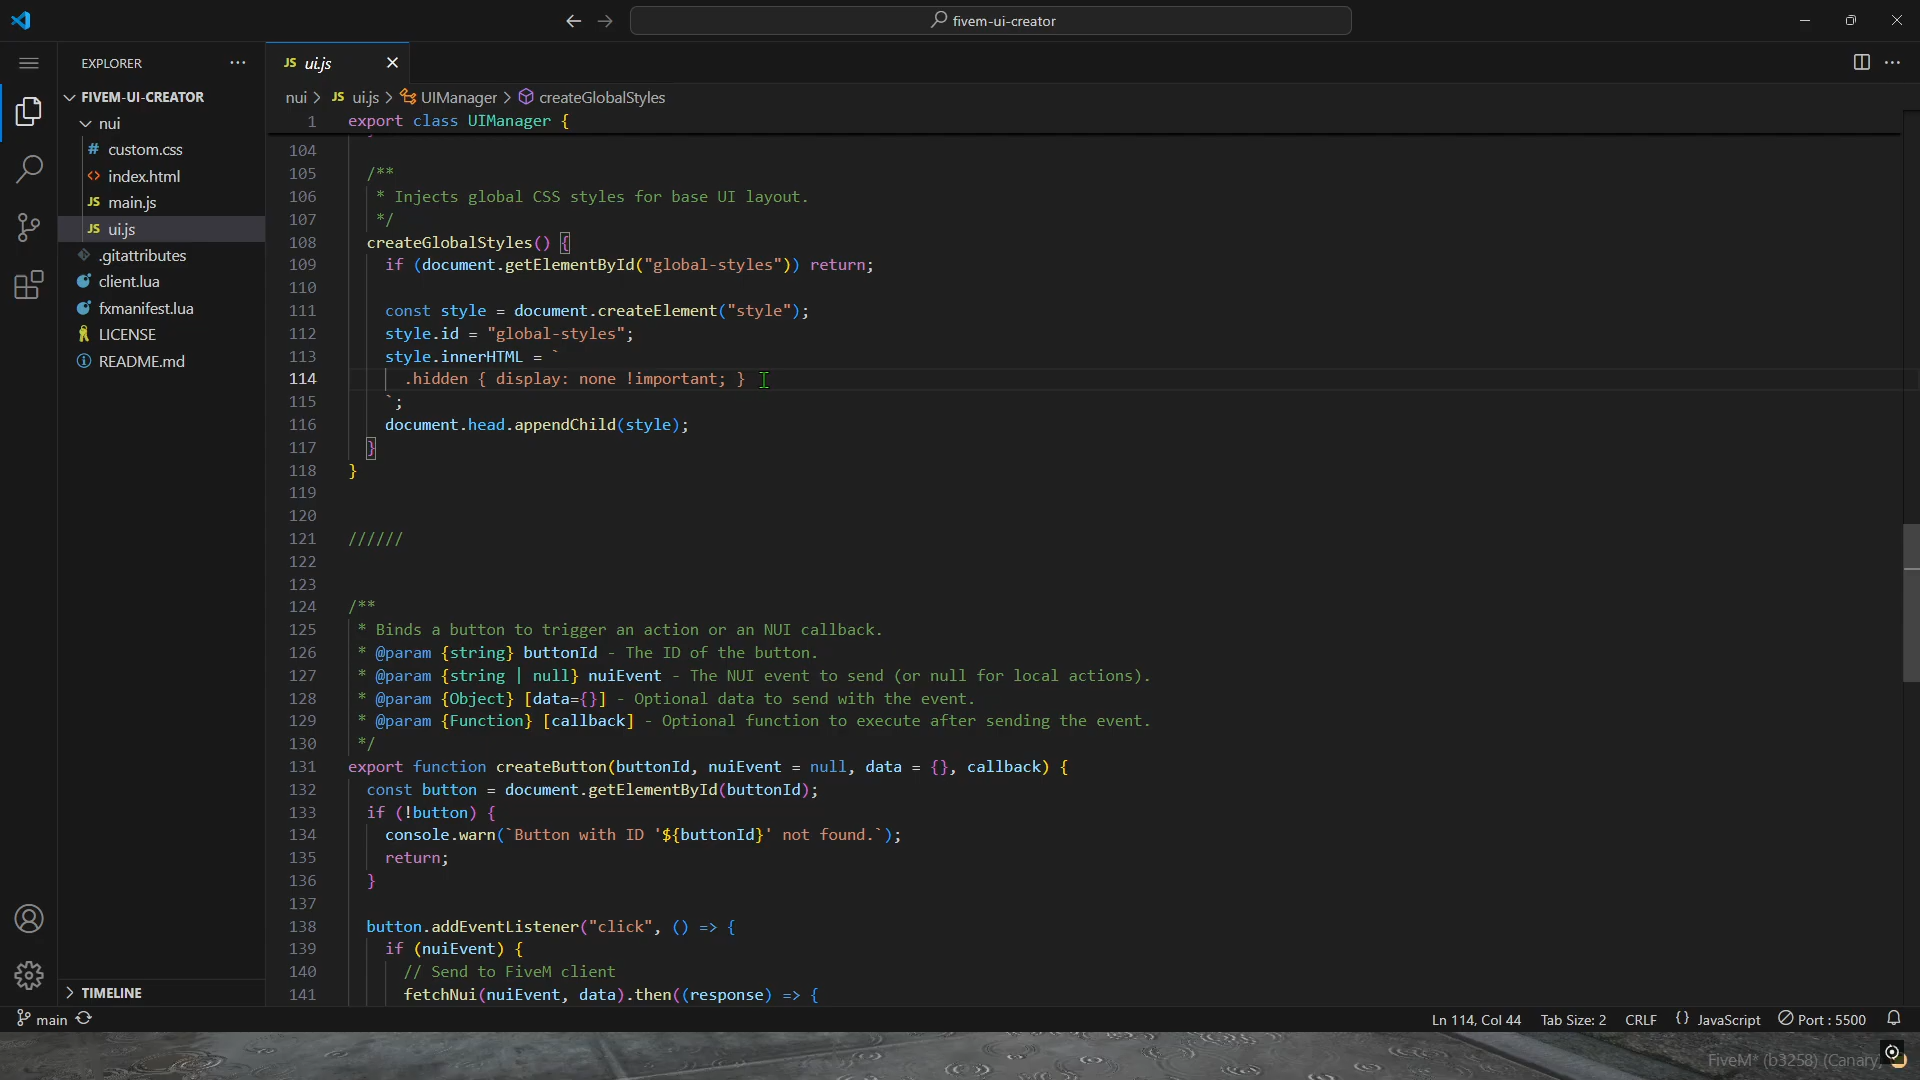 fivem-ui-creator
EXPLORER
FIVEM-UI-CREATOR
nui
# custom.css
<> index.html
JS main.js
JS ui.js
.gitattributes
client.lua
fxmanifest.lua
LICENSE
README.md
TIMELINE
JS ui.js
nui > JS ui.js > UIManager > createGlobalStyles
1 export class UIManager {
104
105 /**
106 * Injects global CSS styles for base UI layout.
107 */
108 createGlobalStyles() {
109 if (document.getElementById("global-styles")) return;
110
111 const style = document.createElement("style");
112 style.id = "global-styles";
113 style.innerHTML = `
114 .hidden { display: none !important; }
115 `;
116 document.head.appendChild(style);
117 }
118 }
119
120
121 //////
122
123
124 /**
125 * Binds a button to trigger an action or an NUI callback.
126 * @param {string} buttonId - The ID of the button.
127 * @param {string | null} nuiEvent - The NUI event to send (or null for local actions).
128 * @param {Object} [data={}] - Optional data to send with the event.
129 * @param {Function} [callback] - Optional function to execute after sending the event.
130 */
131 export function createButton(buttonId, nuiEvent = null, data = {}, callback) {
132 const button = document.getElementById(buttonId);
133 if (!button) {
134 console.warn(`Button with ID '${buttonId}' not found.`);
135 return;
136 }
137
138 button.addEventListener("click", () => {
139 if (nuiEvent) {
140 // Send to FiveM client
141 fetchNui(nuiEvent, data).then((response) => {
main
Ln 114, Col 44
Tab Size: 2
CRLF
{} JavaScript
Port : 5500
FiveM* (b3258) (Canary)